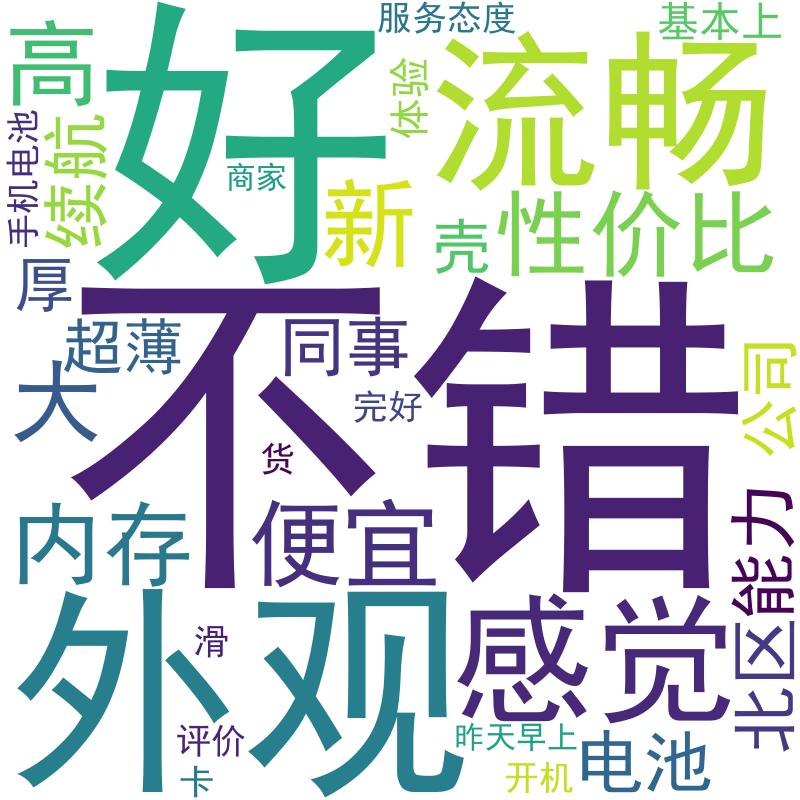 服务态度
基本上
高
好
流畅
体验
手机电池
续航
商家
新
壳
性价比
厚
不错
超薄
同事
大
公司
完好
货
内存
便宜
能力
外观
感觉
滑
北区
评价
昨天早上
电池
卡
开机